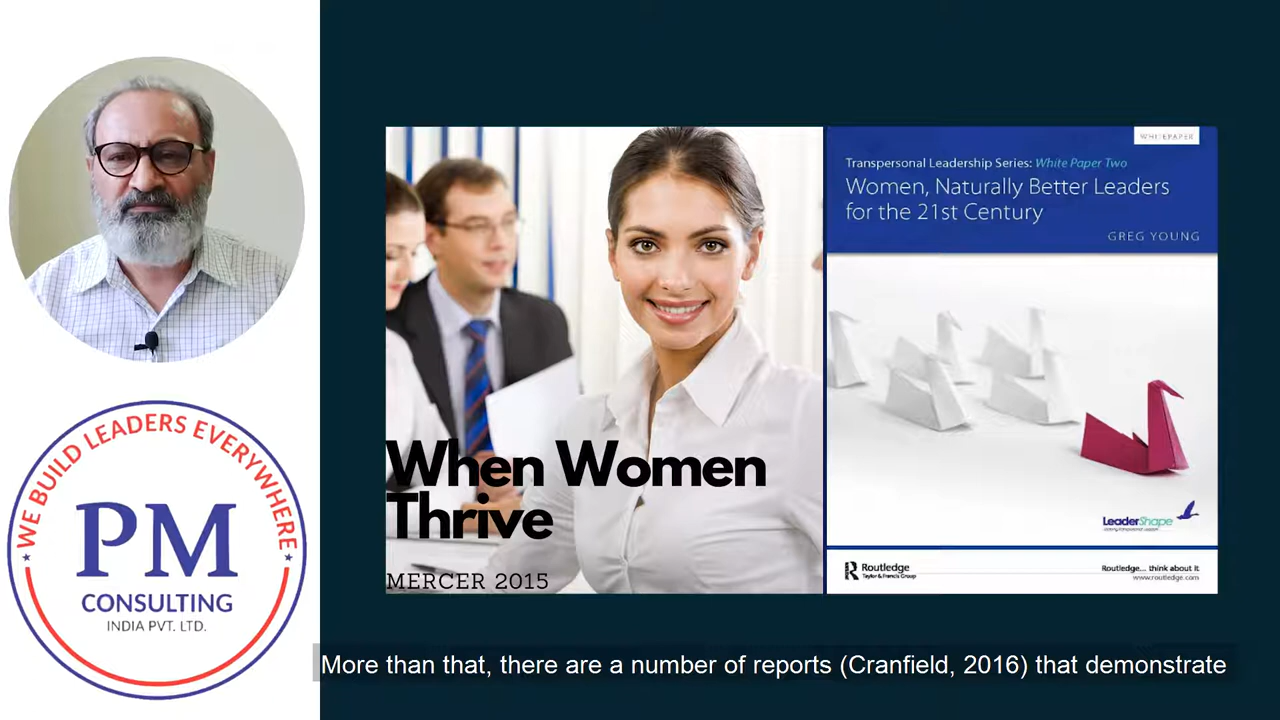 WE BUILD LEADERS EVERYWHERE
PM
CONSULTING
INDIA PVT. LTD.
When Women
Thrive
MERCER 2015
WHITEPAPER
Transpersonal Leadership Series: White Paper Two
Women, Naturally Better Leaders
for the 21st Century
GREG YOUNG
LeaderShape
Routledge
Taylor & Francis Group
Routledge... think about it
www.routledge.com
More than that, there are a number of reports (Cranfield, 2016) that demonstrate